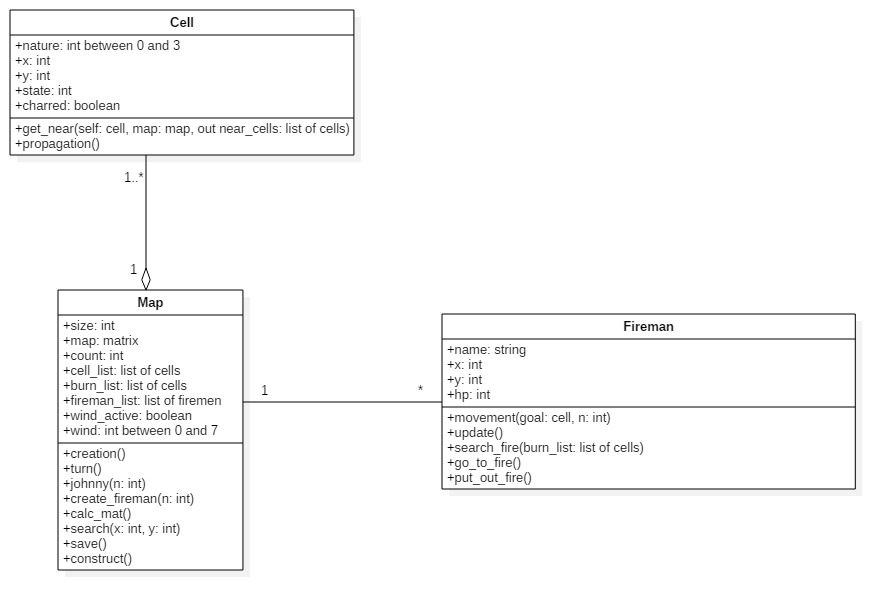 Cell
+nature: int between 0 and 3
+x: int
+y: int
+state: int
+charred: boolean
+get_near(self: cell, map: map, out near_cells: list of cells)
+propagation()
1..*
1
Map
+size: int
+map: matrix
+count: int
+cell_list: list of cells
+burn_list: list of cells
+fireman_list: list of firemen
+wind_active: boolean
+wind: int between 0 and 7
+creation()
+turn()
+johnny(n: int)
+create_fireman(n: int)
+calc_mat()
+search(x: int, y: int)
+save()
+construct()
1
*
Fireman
+name: string
+x: int
+y: int
+hp: int
+movement(goal: cell, n: int)
+update()
+search_fire(burn_list: list of cells)
+go_to_fire()
+put_out_fire()